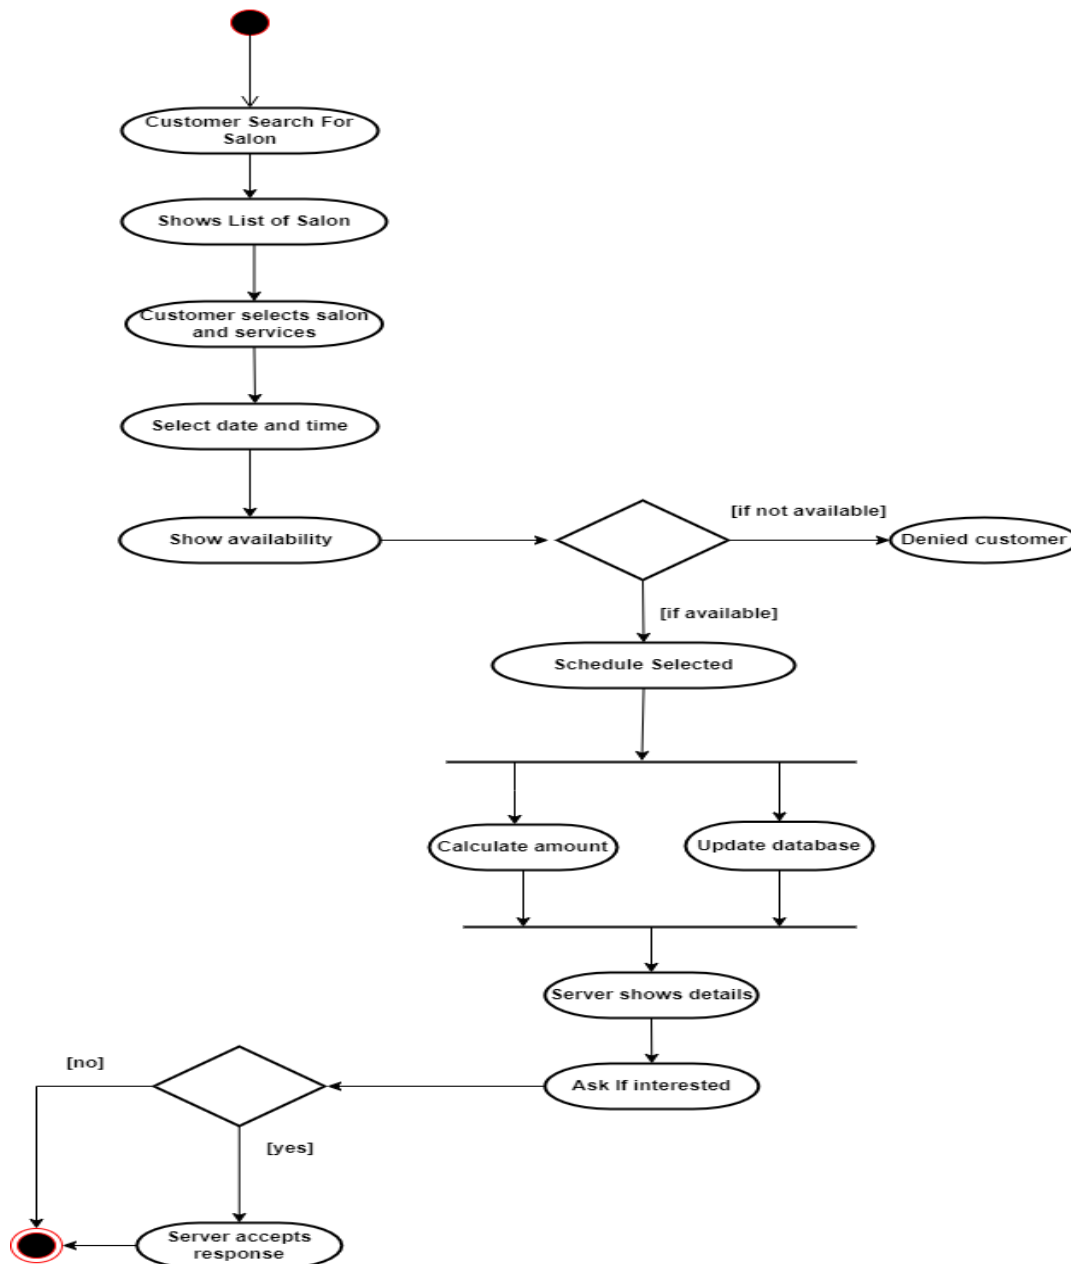 Customer Search For
Salon
Shows List of Salon
Customer selects salon
and services
Select date and time
Show availability
[if not available]
Denied customer
[if available]
Schedule Selected
Calculate amount
Update database
Server shows details
Ask If interested
[no]
[yes]
Server accepts
response